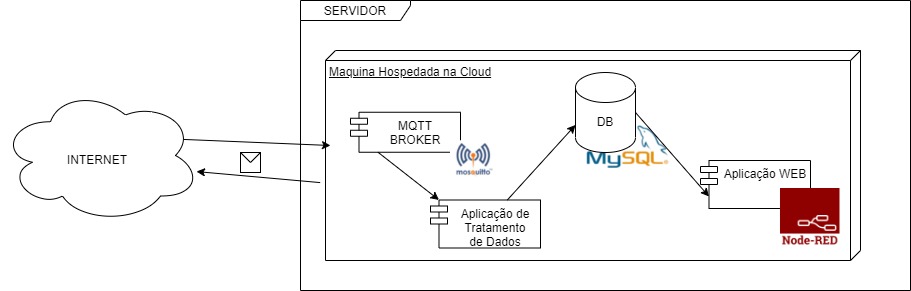 SERVIDOR
Maquina Hospedada na Cloud
INTERNET
MQTT
BROKER
mosquitto
Aplicação de
Tratamento
de Dados
DB
MySQL
Aplicação WEB
Node-RED